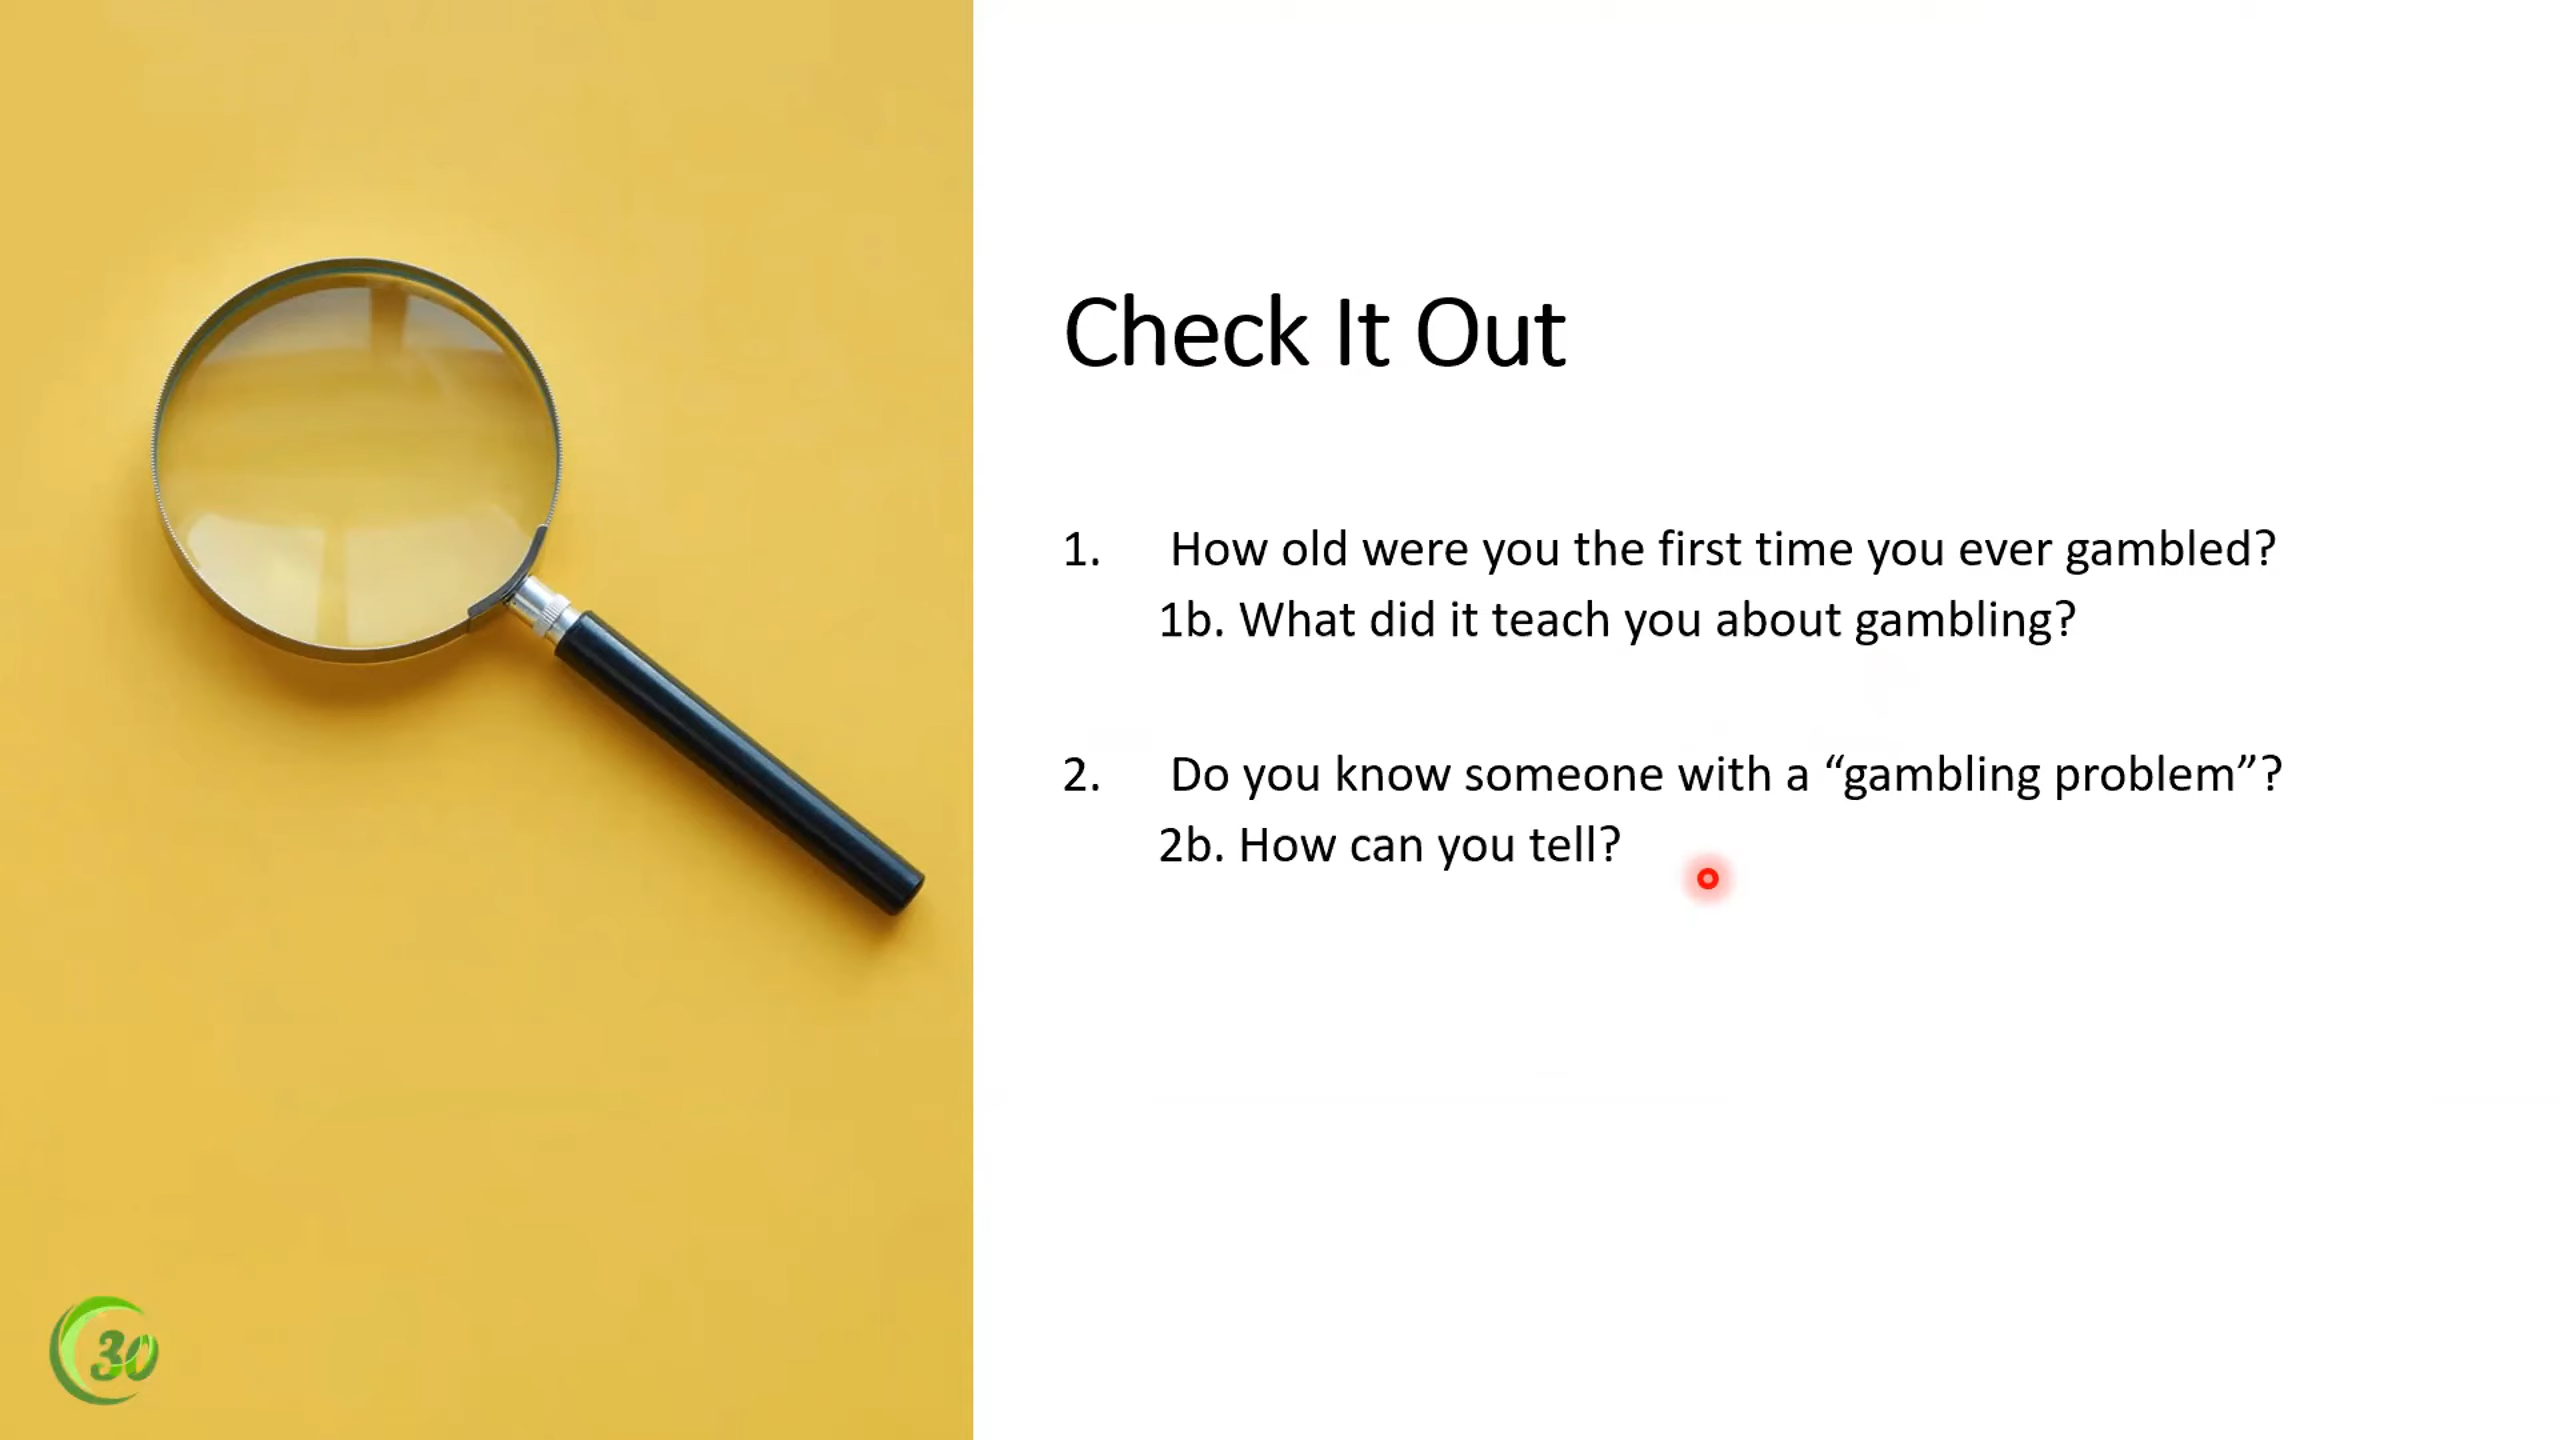 Check It Out
1. How old were you the first time you ever gambled?
1b. What did it teach you about gambling?
2. Do you know someone with a “gambling problem”?
2b. How can you tell?
30